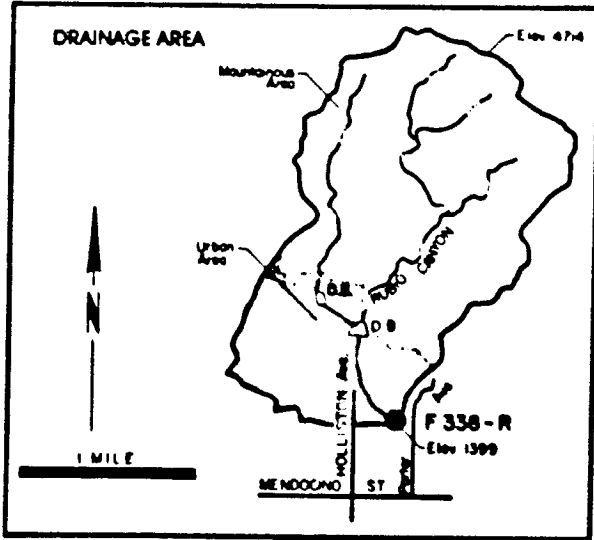 DRAINAGE AREA
Elev 4714
Mountainous
Area
Urban
Area
D.B.
RUBIO CANYON
D B
N
HOLLISTON Ave.
F 338-R
Elev 1399
1 MILE
MENDOCINO ST